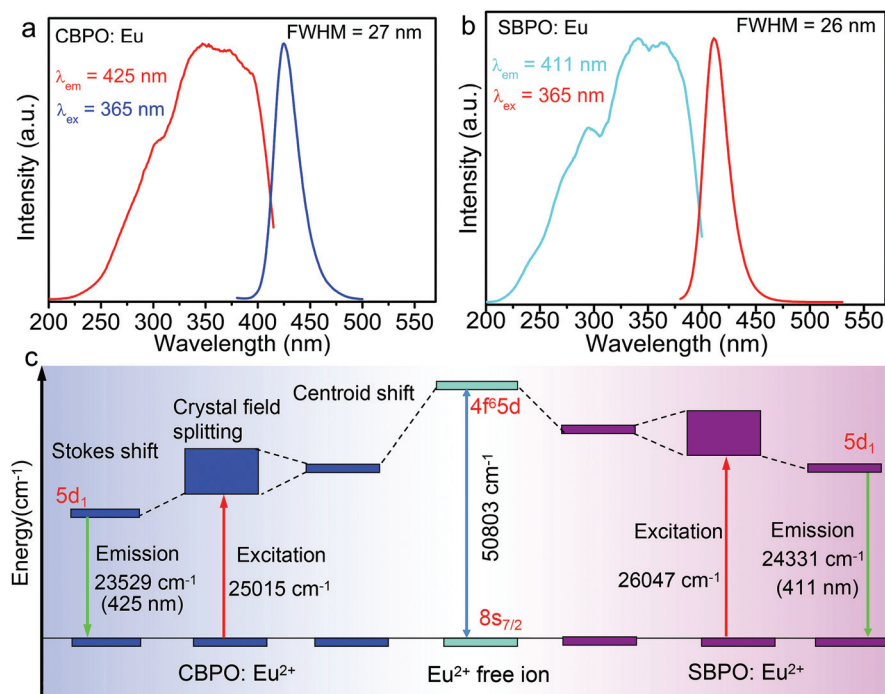 a
CBPO: Eu
FWHM = 27 nm
λem = 425 nm
λex = 365 nm
Intensity (a.u.)
200 250 300 350 400 450 500 550
Wavelength (nm)
b
SBPO: Eu
FWHM = 26 nm
λem = 411 nm
λex = 365 nm
Intensity (a.u.)
200 250 300 350 400 450 500 550
Wavelength (nm)
c
Energy(cm⁻¹)
Stokes shift
Crystal field
splitting
Centroid shift
4f⁶5d
5d₁
5d₁
50803 cm⁻¹
Emission
23529 cm⁻¹
(425 nm)
Excitation
25015 cm⁻¹
Excitation
26047 cm⁻¹
Emission
24331 cm⁻¹
(411 nm)
8s₇/₂
CBPO: Eu²⁺
Eu²⁺ free ion
SBPO: Eu²⁺